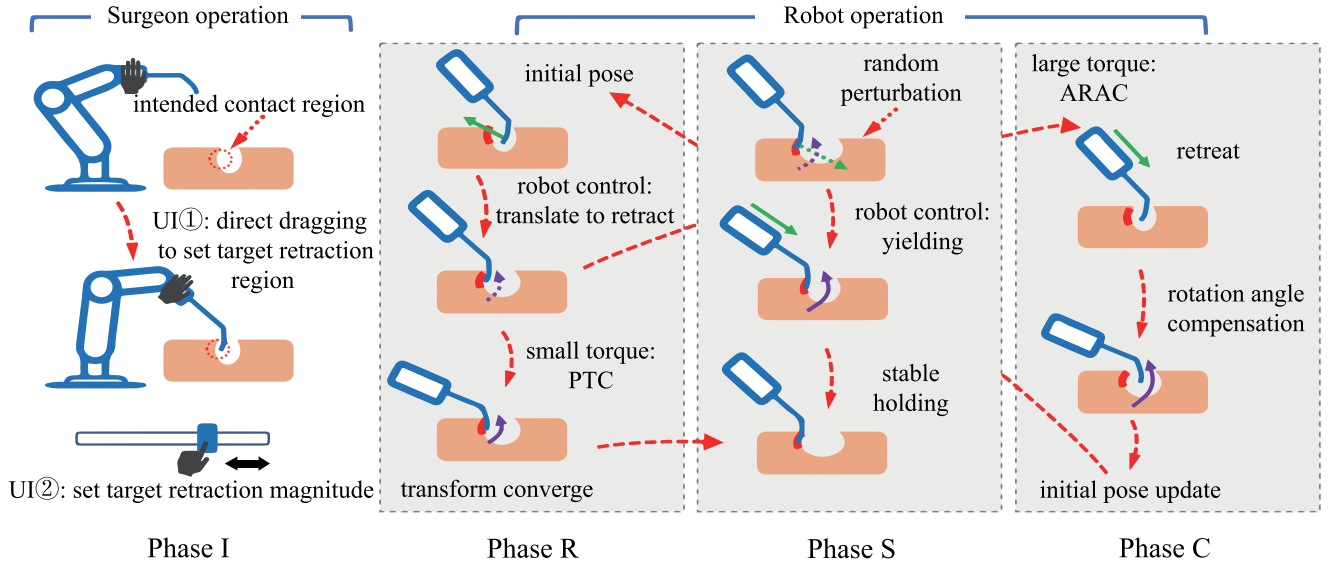 Surgeon operation
Robot operation
intended contact region
UI①: direct dragging
to set target retraction
region
UI②: set target retraction magnitude
Phase I
initial pose
robot control:
translate to retract
small torque:
PTC
transform converge
Phase R
random
perturbation
robot control:
yielding
stable
holding
Phase S
large torque:
ARAC
retreat
rotation angle
compensation
initial pose update
Phase C